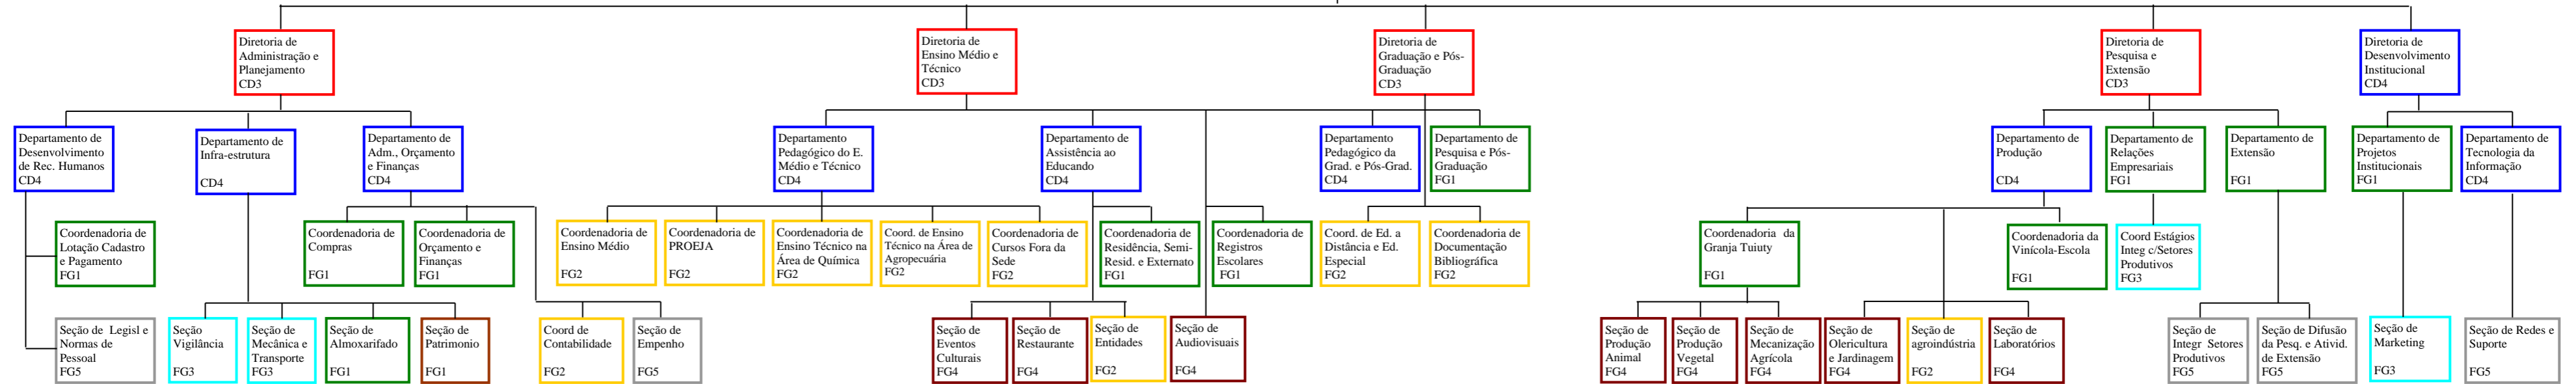 Diretoria de
Administração e
Planejamento
CD3
Diretoria de
Ensino Médio e
Técnico
CD3
Diretoria de
Graduação e Pós-
Graduação
CD3
Diretoria de
Pesquisa e
Extensão
CD3
Diretoria de
Desenvolvimento
Institucional
CD4
Departamento de
Desenvolvimento
de Rec. Humanos
CD4
Departamento de
Infra-estrutura
CD4
Departamento de
Adm., Orçamento
e Finanças
CD4
Departamento
Pedagógico do E.
Médio e Técnico
CD4
Departamento de
Assistência ao
Educando
CD4
Departamento
Pedagógico da
Grad. e Pós-Grad.
CD4
Departamento de
Pesquisa e Pós-
Graduação
FG1
Departamento de
Produção
CD4
Departamento de
Relações
Empresariais
FG1
Departamento de
Extensão
FG1
Departamento de
Projetos
Institucionais
FG1
Departamento de
Tecnologia da
Informação
CD4
Coordenadoria de
Lotação Cadastro
e Pagamento
FG1
Coordenadoria de
Compras
FG1
Coordenadoria de
Orçamento e
Finanças
FG1
Coordenadoria de
Ensino Médio
FG2
Coordenadoria de
PROEJA
FG2
Coordenadoria de
Ensino Técnico na
Área de Química
FG2
Coord. de Ensino
Técnico na Área de
Agropecuária
FG2
Coordenadoria de
Cursos Fora da
Sede
FG2
Coordenadoria de
Residência, Semi-
Resid. e Externato
FG1
Coordenadoria de
Registros
Escolares
FG1
Coord. de Ed. a
Distância e Ed.
Especial
FG2
Coordenadoria de
Documentação
Bibliográfica
FG2
Coordenadoria da
Granja Tuiuty
FG1
Coordenadoria da
Vinícola-Escola
FG1
Coord Estágios
Integ c/Setores
Produtivos
FG3
Seção de Legisl e
Normas de
Pessoal
FG5
Seção
Vigilância
FG3
Seção de
Mecânica e
Transporte
FG3
Seção de
Almoxarifado
FG1
Seção de
Patrimonio
FG1
Coord de
Contabilidade
FG2
Seção de
Empenho
FG5
Seção de
Eventos
Culturais
FG4
Seção de
Restaurante
FG4
Seção de
Entidades
FG2
Seção de
Audiovisuais
FG4
Seção de
Produção
Animal
FG4
Seção de
Produção
Vegetal
FG4
Seção de
Mecanização
Agrícola
FG4
Seção de
Olericultura
e Jardinagem
FG4
Seção de
agroindústria
FG2
Seção de
Laboratórios
FG4
Seção de
Integr Setores
Produtivos
FG5
Seção de Difusão
da Pesq. e Ativid.
de Extensão
FG5
Seção de
Marketing
FG3
Seção de Redes e
Suporte
FG5